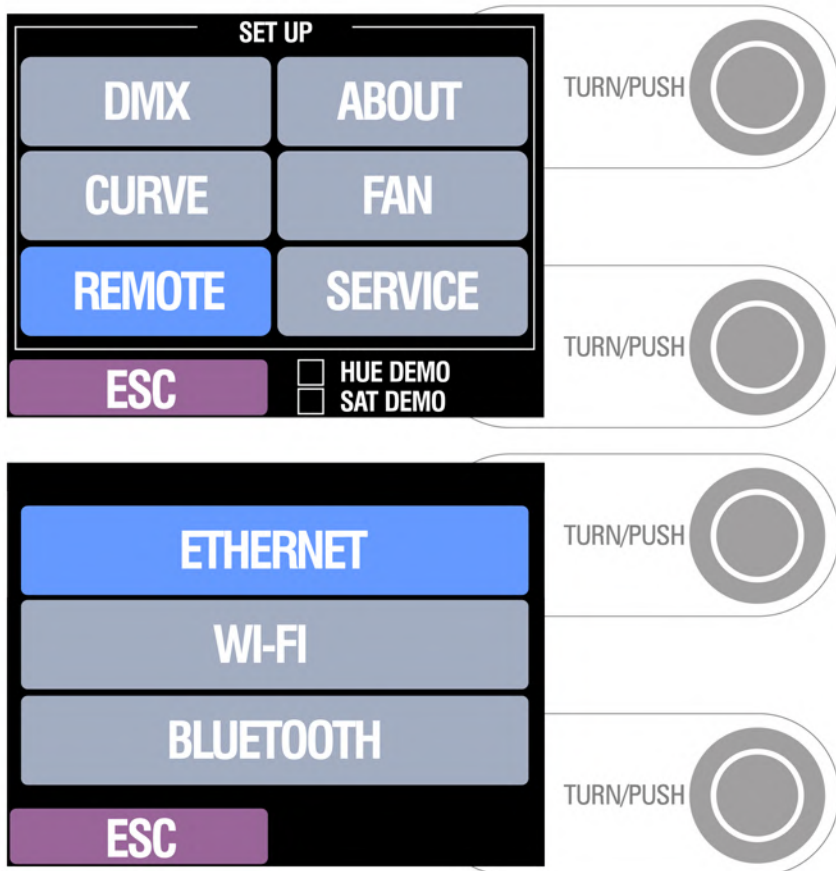 SET UP
DMX ABOUT
TURN/PUSH
CURVE FAN
REMOTE SERVICE
TURN/PUSH
ESC
HUE DEMO
SAT DEMO
ETHERNET
TURN/PUSH
WI-FI
BLUETOOTH
TURN/PUSH
ESC